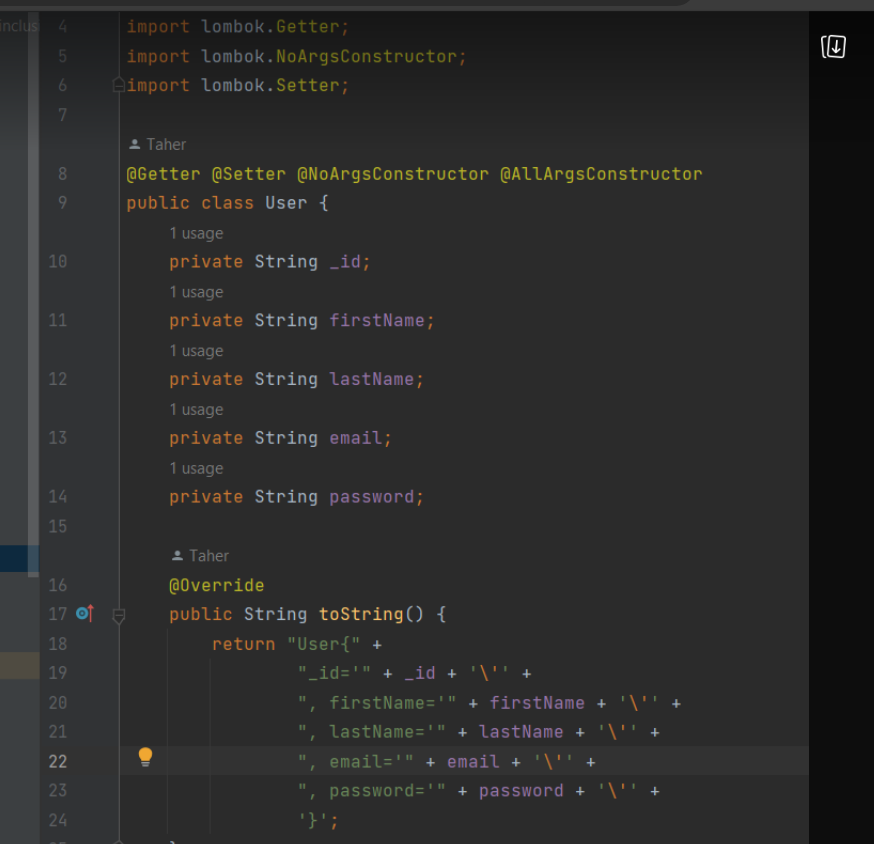 inclus
4 import lombok.Getter;
5 import lombok.NoArgsConstructor;
6 import lombok.Setter;
7
Taher
8 @Getter @Setter @NoArgsConstructor @AllArgsConstructor
9 public class User {
1 usage
10 private String _id;
1 usage
11 private String firstName;
1 usage
12 private String lastName;
1 usage
13 private String email;
1 usage
14 private String password;
15
Taher
16 @Override
17 public String toString() {
18 return "User{" +
19 "_id='" + _id + '\'' +
20 ", firstName='" + firstName + '\'' +
21 ", lastName='" + lastName + '\'' +
22 ", email='" + email + '\'' +
23 ", password='" + password + '\'' +
24 '}';